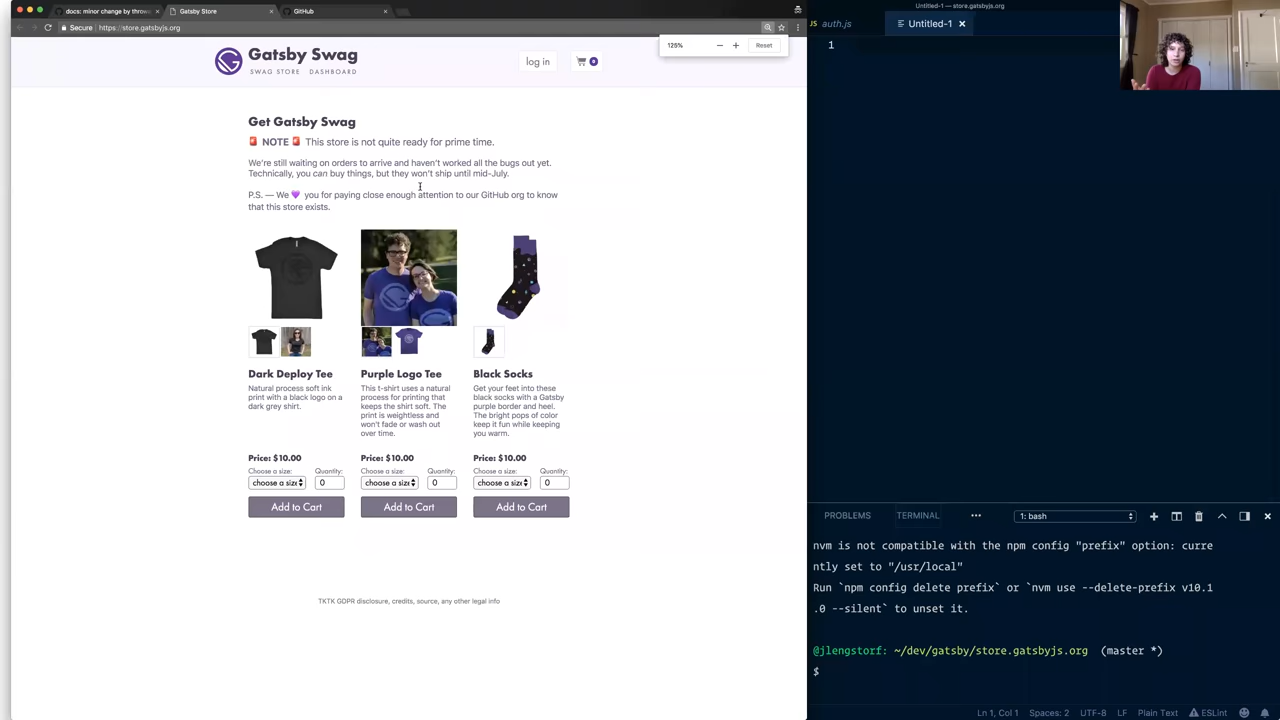 docs: minor change by throw
Gatsby Store
GitHub
Secure | https://store.gatsbyjs.org
125%
Reset
Gatsby Swag
SWAG STORE DASHBOARD
log in
0
Get Gatsby Swag
🚨 NOTE 🚨 This store is not quite ready for prime time.
We're still waiting on orders to arrive and haven't worked all the bugs out yet.
Technically, you can buy things, but they won't ship until mid-July.
P.S. — We 💜 you for paying close enough attention to our GitHub org to know
that this store exists.
Dark Deploy Tee
Natural process soft ink
print with a black logo on a
dark grey shirt.
Price: $10.00
Choose a size:
Quantity:
choose a size
0
Add to Cart
Purple Logo Tee
This t-shirt uses a natural
process for printing that
keeps the shirt soft. The
print is weightless and
won't fade or wash out
over time.
Price: $10.00
Choose a size:
Quantity:
choose a size
0
Add to Cart
Black Socks
Get your feet into these
black socks with a Gatsby
purple border and heel.
The bright pops of color
keep it fun while keeping
you warm.
Price: $10.00
Choose a size:
Quantity:
choose a size
0
Add to Cart
TKTK GDPR disclosure, credits, source, any other legal info
Untitled-1 — store.gatsbyjs.org
JS auth.js
Untitled-1
1
PROBLEMS
TERMINAL
1: bash
nvm is not compatible with the npm config "prefix" option: curre
ntly set to "/usr/local"
Run `npm config delete prefix` or `nvm use --delete-prefix v10.1
.0 --silent` to unset it.
@jlengstorf: ~/dev/gatsby/store.gatsbyjs.org (master *)
$
Ln 1, Col 1
Spaces: 2
UTF-8
LF
Plain Text
ESLint